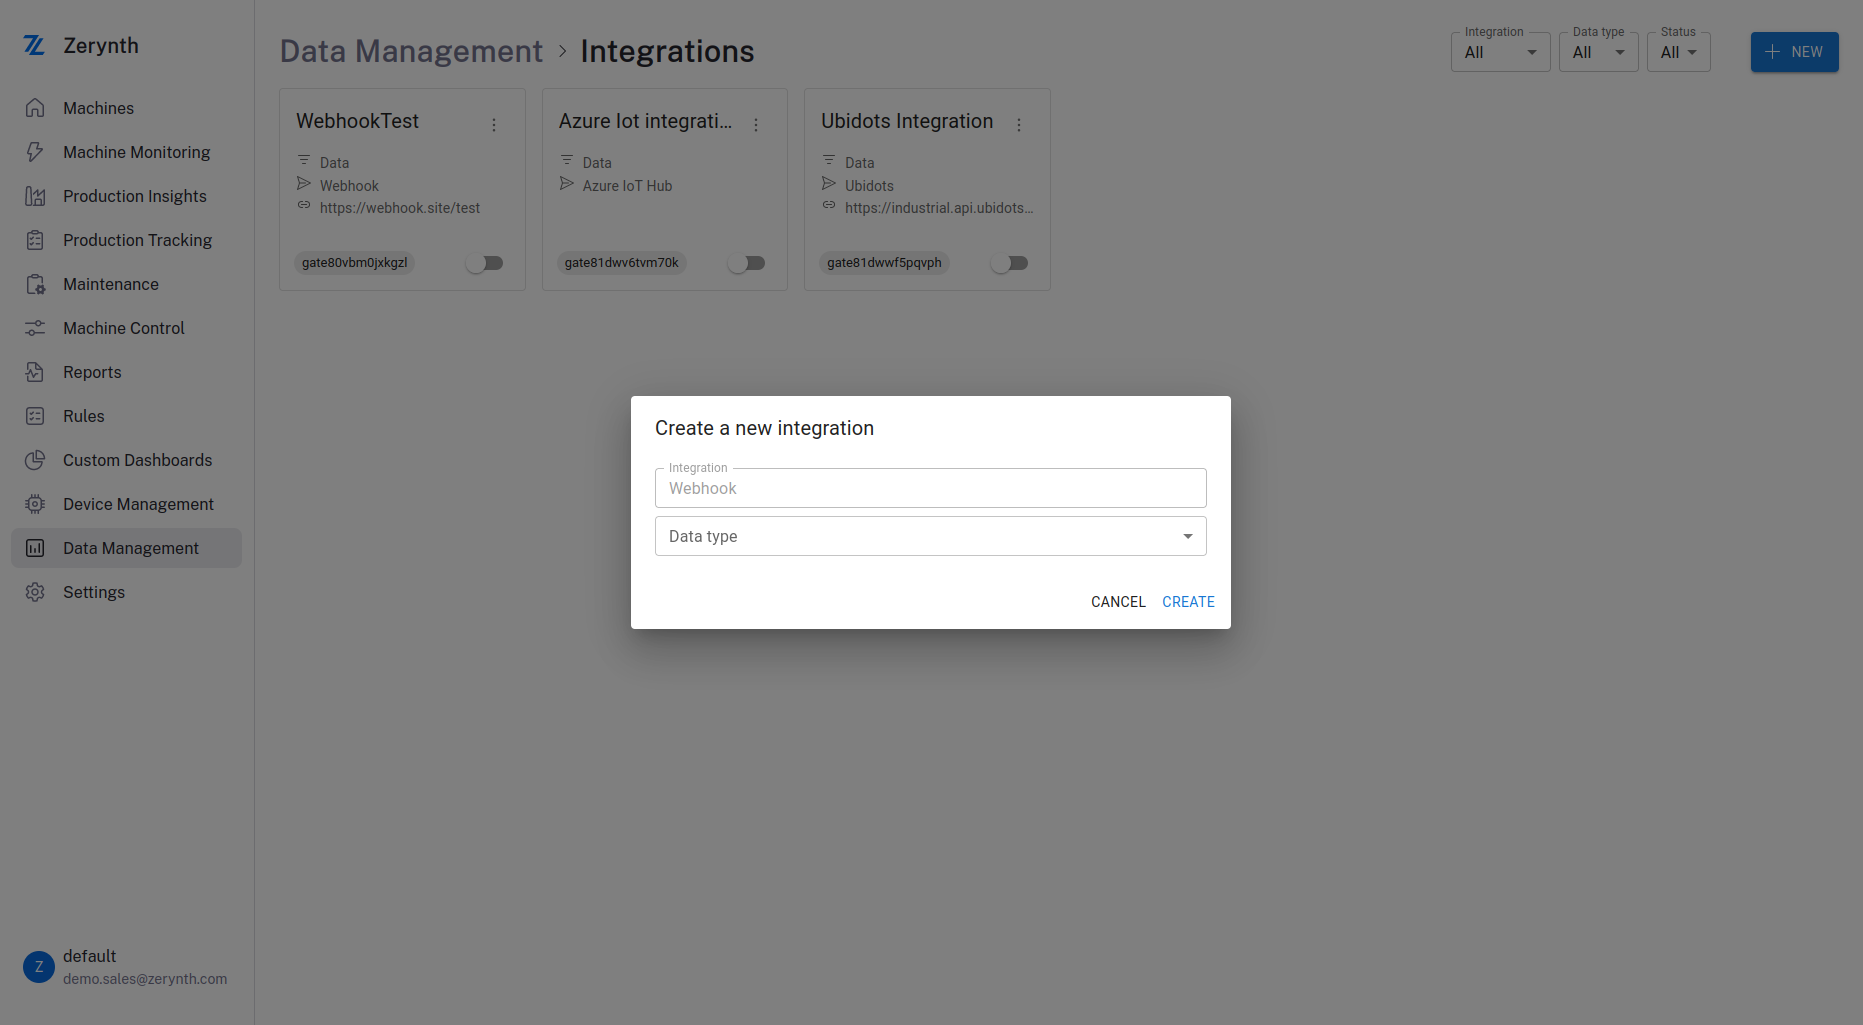 Zerynth
Machines
Machine Monitoring
Production Insights
Production Tracking
Maintenance
Machine Control
Reports
Rules
Custom Dashboards
Device Management
Data Management
Settings
Z
default
demo.sales@zerynth.com
Data Management > Integrations
Integration
All
Data type
All
Status
All
NEW
WebhookTest
Data
Webhook
https://webhook.site/test
gate80vbm0jxkgzl
Azure Iot integrati...
Data
Azure IoT Hub
gate81dwv6tvm70k
Ubidots Integration
Data
Ubidots
https://industrial.api.ubidots...
gate81dwwf5pqvph
Create a new integration
Integration
Webhook
Data type
CANCEL CREATE